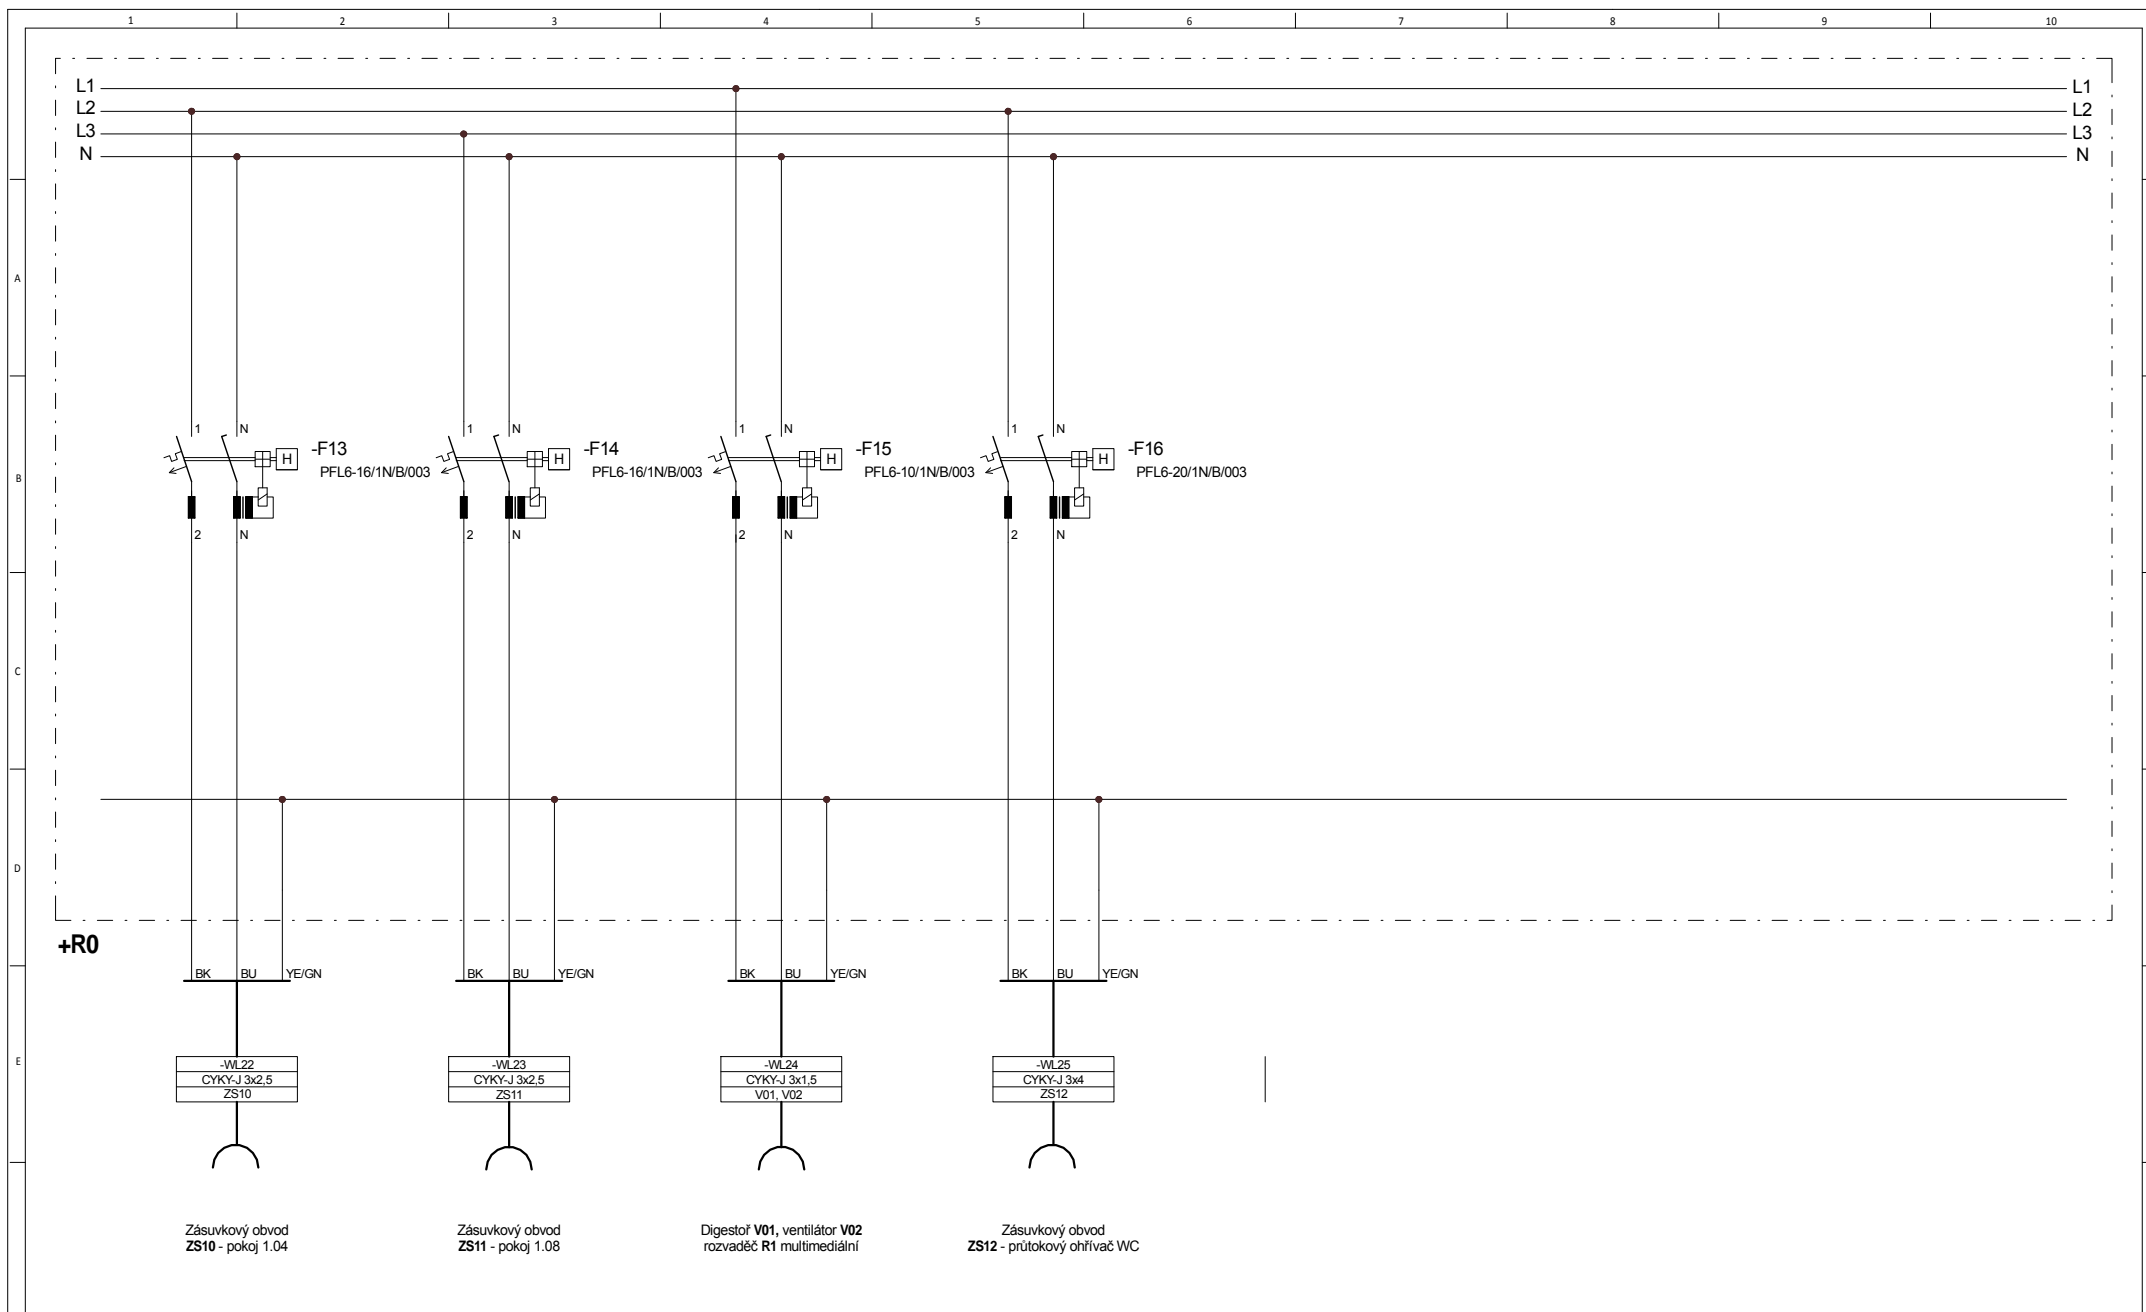 1 2 3 4 5 6 7 8 9 10
L1 L1
L2 L2
L3 L3
N N
A
1 N 1 N 1 N 1 N
H -F13 H -F14 H -F15 H -F16
PFL6-16/1N/B/003 PFL6-16/1N/B/003 PFL6-10/1N/B/003 PFL6-20/1N/B/003
B
2 N 2 N 2 N 2 N
C
D
+R0
BK BU YE/GN BK BU YE/GN BK BU YE/GN BK BU YE/GN
E
-WL22 -WL23 -WL24 -WL25
CYKY-J 3x2,5 CYKY-J 3x2,5 CYKY-J 3x1,5 CYKY-J 3x4
ZS10 ZS11 V01, V02 ZS12
Zásuvkový obvod
ZS10 - pokoj 1.04
Zásuvkový obvod
ZS11 - pokoj 1.08
Digestoř V01, ventilátor V02
rozvaděč R1 multimediální
Zásuvkový obvod
ZS12 - průtokový ohřívač WC